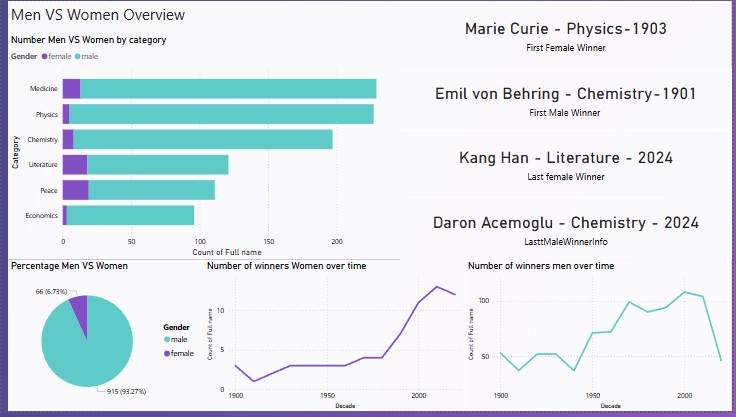 Men VS Women Overview
Number Men VS Women by category
Gender female male
Medicine
Physics
Chemistry
Literature
Peace
Economics
Category
0 50 100 150 200
Count of Full name
Marie Curie - Physics-1903
First Female Winner
Emil von Behring - Chemistry-1901
First Male Winner
Kang Han - Literature - 2024
Last female Winner
Daron Acemoglu - Chemistry - 2024
LasttMaleWinnerInfo
Percentage Men VS Women
66 (6.73%)
915 (93.27%)
Gender
male
female
Number of winners Women over time
Count of Full name
10
5
0
1900 1950 2000
Decade
Number of winners men over time
Count of Full name
100
50
1900 1950 2000
Decade